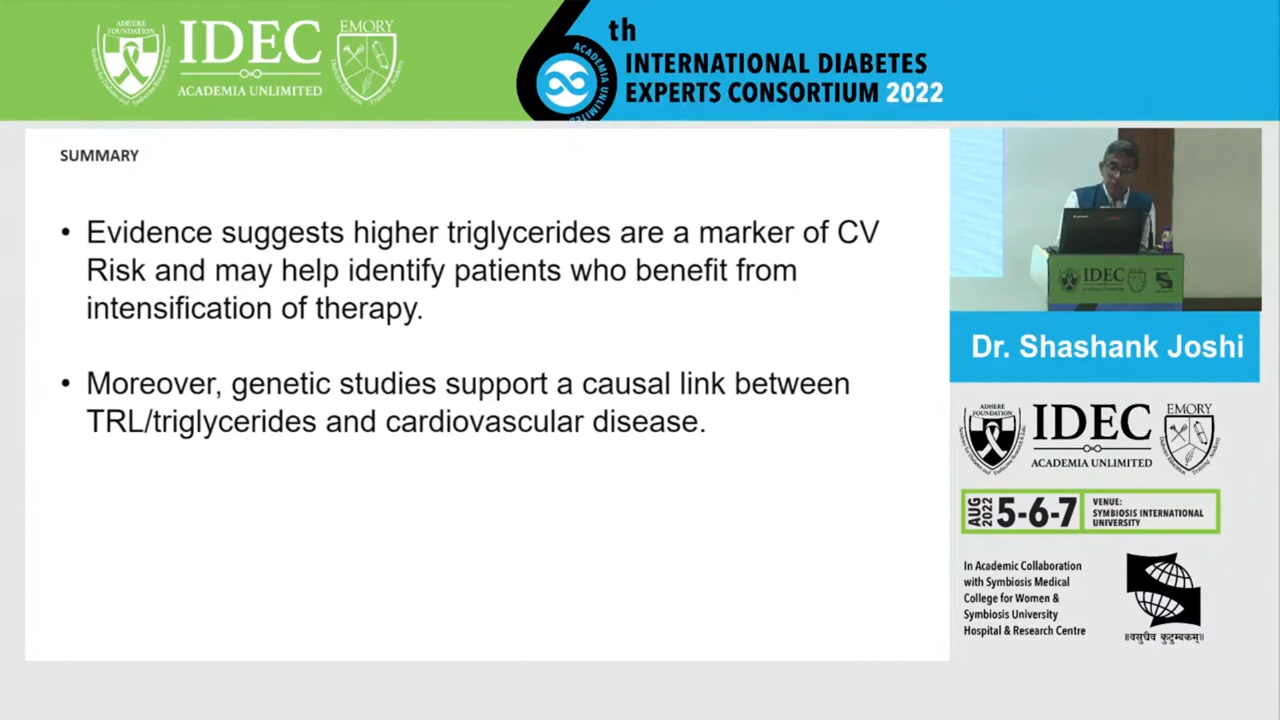 ADHERE
FOUNDATION
IDEC
ACADEMIA UNLIMITED
EMORY
6th
ACADEMIA UNLIMITED
INTERNATIONAL DIABETES
EXPERTS CONSORTIUM 2022
SUMMARY
• Evidence suggests higher triglycerides are a marker of CV
Risk and may help identify patients who benefit from
intensification of therapy.
• Moreover, genetic studies support a causal link between
TRL/triglycerides and cardiovascular disease.
IDEC
Dr. Shashank Joshi
ADHERE
FOUNDATION
IDEC
ACADEMIA UNLIMITED
EMORY
AUG
2022
5-6-7
VENUE:
SYMBIOSIS INTERNATIONAL
UNIVERSITY
In Academic Collaboration
with Symbiosis Medical
College for Women &
Symbiosis University
Hospital & Research Centre
॥वसुधैव कुटुम्बकम्॥